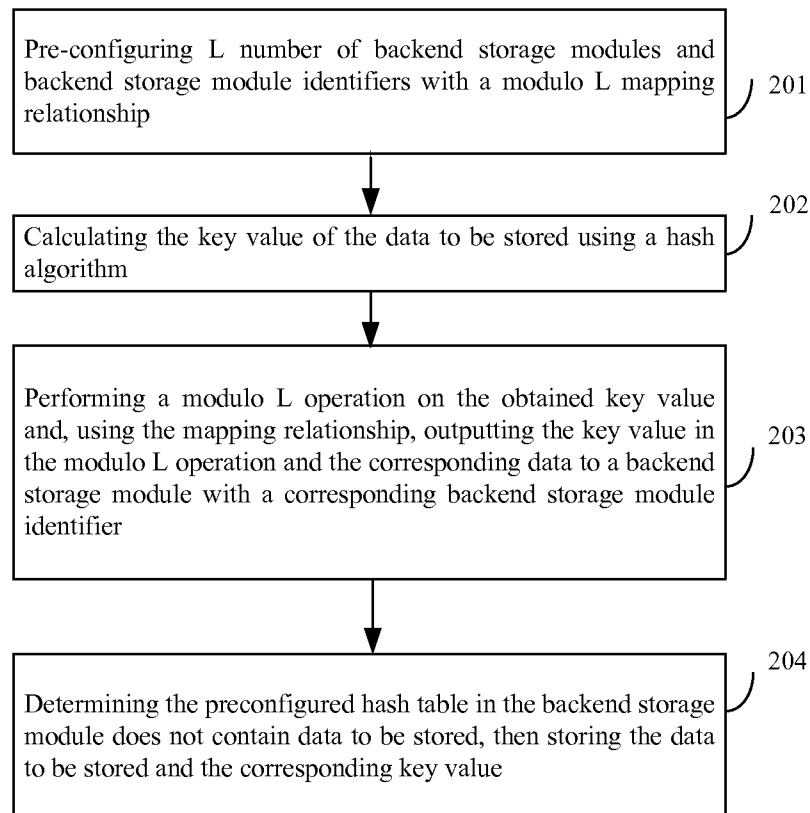 Pre-configuring L number of backend storage modules and
backend storage module identifiers with a modulo L mapping
relationship
201
202
Calculating the key value of the data to be stored using a hash
algorithm
Performing a modulo L operation on the obtained key value
and, using the mapping relationship, outputting the key value in
the modulo L operation and the corresponding data to a backend
storage module with a corresponding backend storage module
identifier
203
204
Determining the preconfigured hash table in the backend storage
module does not contain data to be stored, then storing the data
to be stored and the corresponding key value